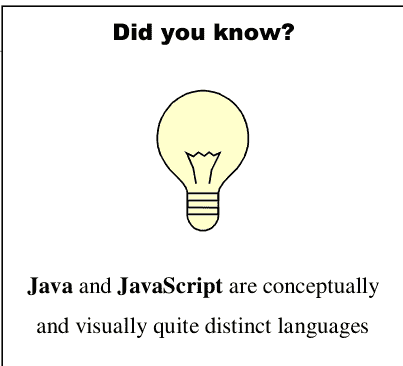 Did you know?
Java and JavaScript are conceptually
and visually quite distinct languages